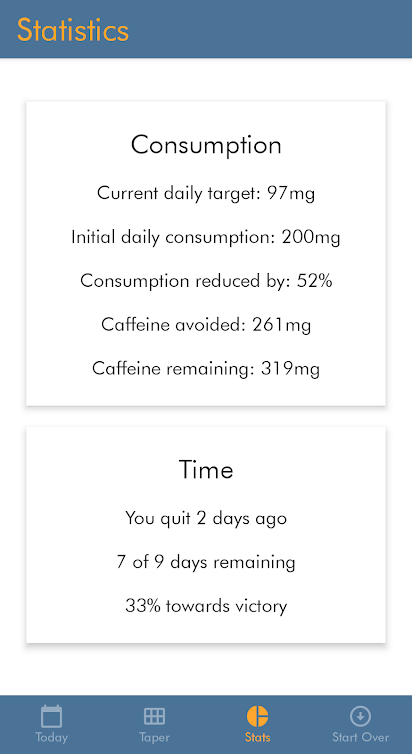 Statistics
Consumption
Current daily target: 97mg
Initial daily consumption: 200mg
Consumption reduced by: 52%
Caffeine avoided: 261mg
Caffeine remaining: 319mg
Time
You quit 2 days ago
7 of 9 days remaining
33% towards victory
Today
Taper
Stats
Start Over